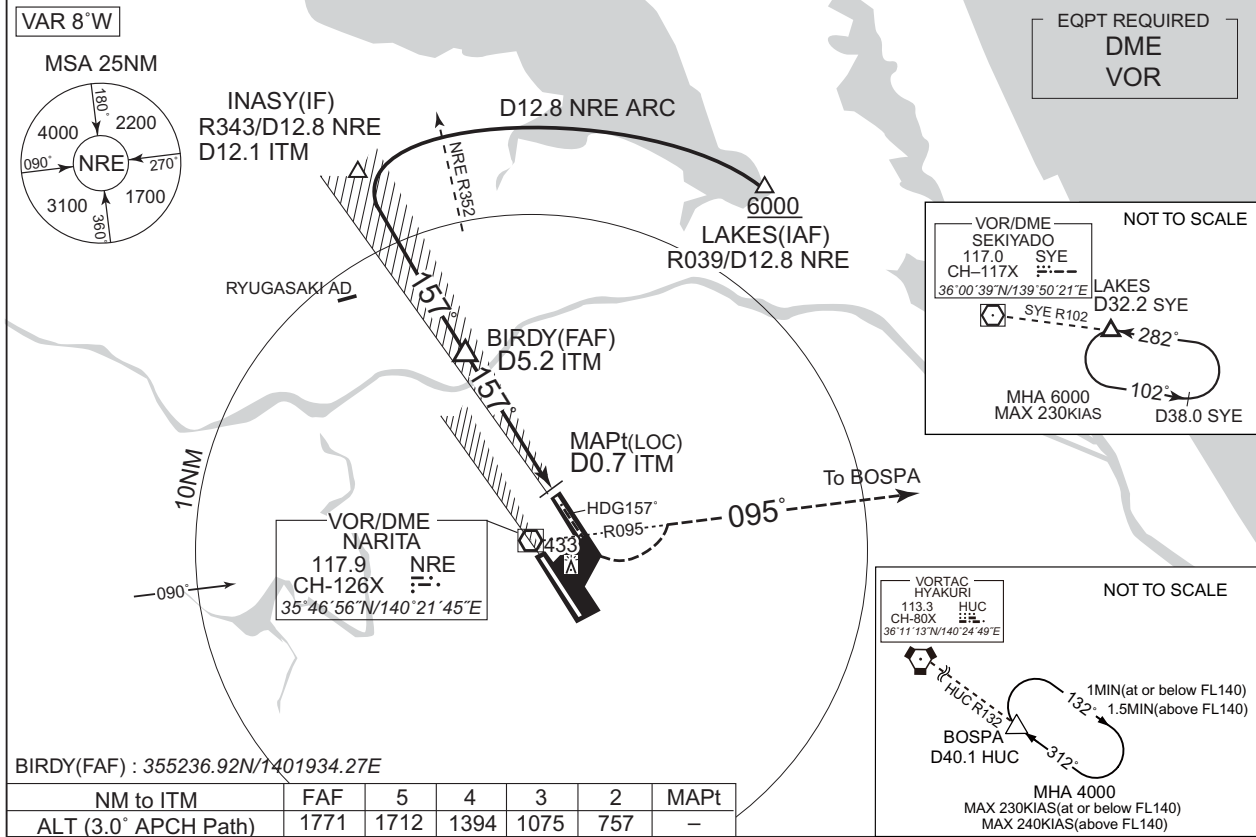 VAR 8°W
MSA 25NM
180°
4000
2200
090°
NRE
270°
3100
1700
360°
INASY(IF)
R343/D12.8 NRE
D12.1 ITM
D12.8 NRE ARC
NRE R352
6000
LAKES(IAF)
R039/D12.8 NRE
EQPT REQUIRED
DME
VOR
NOT TO SCALE
VOR/DME
SEKIYADO
117.0 SYE
CH–117X
36°00´39˝N/139°50´21˝E
LAKES
D32.2 SYE
SYE R102
282°
102°
MHA 6000
MAX 230KIAS
D38.0 SYE
RYUGASAKI AD
157°
BIRDY(FAF)
D5.2 ITM
157°
MAPt(LOC)
D0.7 ITM
10NM
To BOSPA
HDG157°
R095
095°
433
VOR/DME
NARITA
117.9 NRE
CH-126X
35°46´56˝N/140°21´45˝E
090°
VORTAC
HYAKURI
113.3 HUC
CH-80X
36°11´13˝N/140°24´49˝E
NOT TO SCALE
HUC R132
132°
1MIN(at or below FL140)
1.5MIN(above FL140)
BOSPA
D40.1 HUC
312°
MHA 4000
MAX 230KIAS(at or below FL140)
MAX 240KIAS(above FL140)
BIRDY(FAF) : 355236.92N/1401934.27E
NM to ITM FAF 5 4 3 2 MAPt
ALT (3.0° APCH Path) 1771 1712 1394 1075 757 –